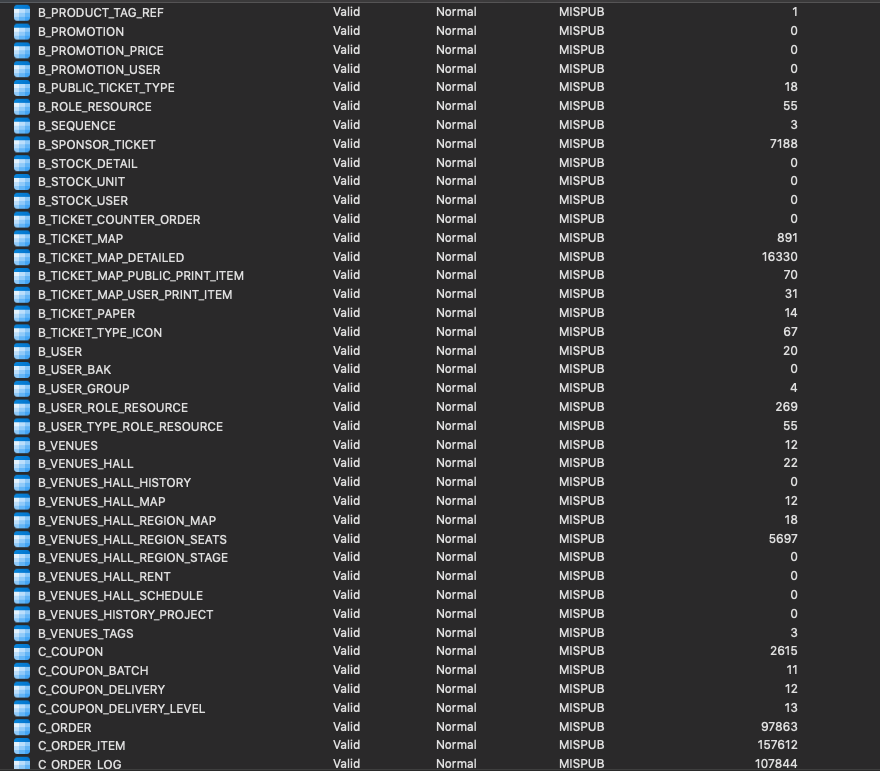 B_PRODUCT_TAG_REF Valid Normal MISPUB 1
B_PROMOTION Valid Normal MISPUB 0
B_PROMOTION_PRICE Valid Normal MISPUB 0
B_PROMOTION_USER Valid Normal MISPUB 0
B_PUBLIC_TICKET_TYPE Valid Normal MISPUB 18
B_ROLE_RESOURCE Valid Normal MISPUB 55
B_SEQUENCE Valid Normal MISPUB 3
B_SPONSOR_TICKET Valid Normal MISPUB 7188
B_STOCK_DETAIL Valid Normal MISPUB 0
B_STOCK_UNIT Valid Normal MISPUB 0
B_STOCK_USER Valid Normal MISPUB 0
B_TICKET_COUNTER_ORDER Valid Normal MISPUB 0
B_TICKET_MAP Valid Normal MISPUB 891
B_TICKET_MAP_DETAILED Valid Normal MISPUB 16330
B_TICKET_MAP_PUBLIC_PRINT_ITEM Valid Normal MISPUB 70
B_TICKET_MAP_USER_PRINT_ITEM Valid Normal MISPUB 31
B_TICKET_PAPER Valid Normal MISPUB 14
B_TICKET_TYPE_ICON Valid Normal MISPUB 67
B_USER Valid Normal MISPUB 20
B_USER_BAK Valid Normal MISPUB 0
B_USER_GROUP Valid Normal MISPUB 4
B_USER_ROLE_RESOURCE Valid Normal MISPUB 269
B_USER_TYPE_ROLE_RESOURCE Valid Normal MISPUB 55
B_VENUES Valid Normal MISPUB 12
B_VENUES_HALL Valid Normal MISPUB 22
B_VENUES_HALL_HISTORY Valid Normal MISPUB 0
B_VENUES_HALL_MAP Valid Normal MISPUB 12
B_VENUES_HALL_REGION_MAP Valid Normal MISPUB 18
B_VENUES_HALL_REGION_SEATS Valid Normal MISPUB 5697
B_VENUES_HALL_REGION_STAGE Valid Normal MISPUB 0
B_VENUES_HALL_RENT Valid Normal MISPUB 0
B_VENUES_HALL_SCHEDULE Valid Normal MISPUB 0
B_VENUES_HISTORY_PROJECT Valid Normal MISPUB 0
B_VENUES_TAGS Valid Normal MISPUB 3
C_COUPON Valid Normal MISPUB 2615
C_COUPON_BATCH Valid Normal MISPUB 11
C_COUPON_DELIVERY Valid Normal MISPUB 12
C_COUPON_DELIVERY_LEVEL Valid Normal MISPUB 13
C_ORDER Valid Normal MISPUB 97863
C_ORDER_ITEM Valid Normal MISPUB 157612
C_ORDER_LOG Valid Normal MISPUB 107844